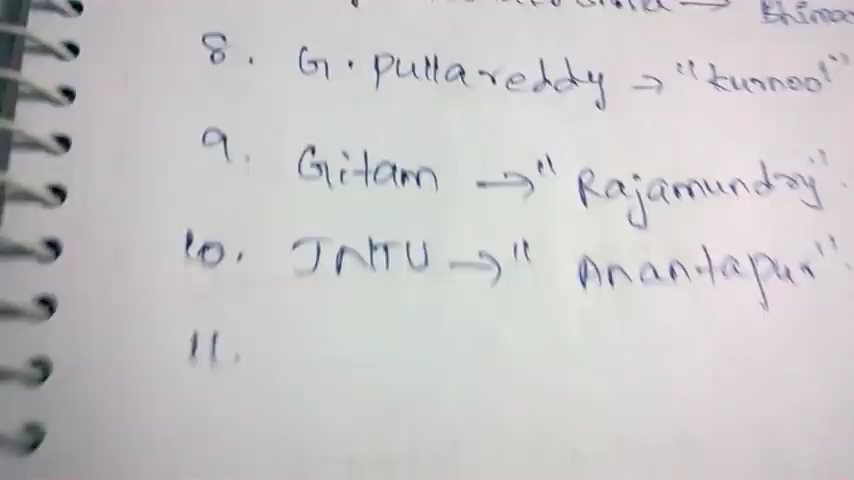 8. G. pullareddy → "kurnool"
9. Gitam → "Rajamundry".
10. JNTU → "Anantapur".
11.